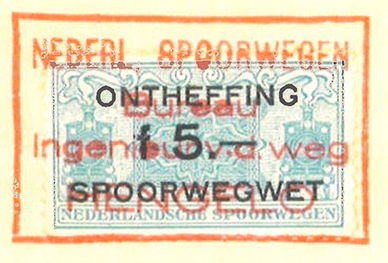 NEDERL. SPOORWEGEN
ONTHEFFING
Bureau
f 5.—
Ingenieur v.d. weg
SPOORWEGWET
HENGELO
NEDERLANDSCHE SPOORWEGEN